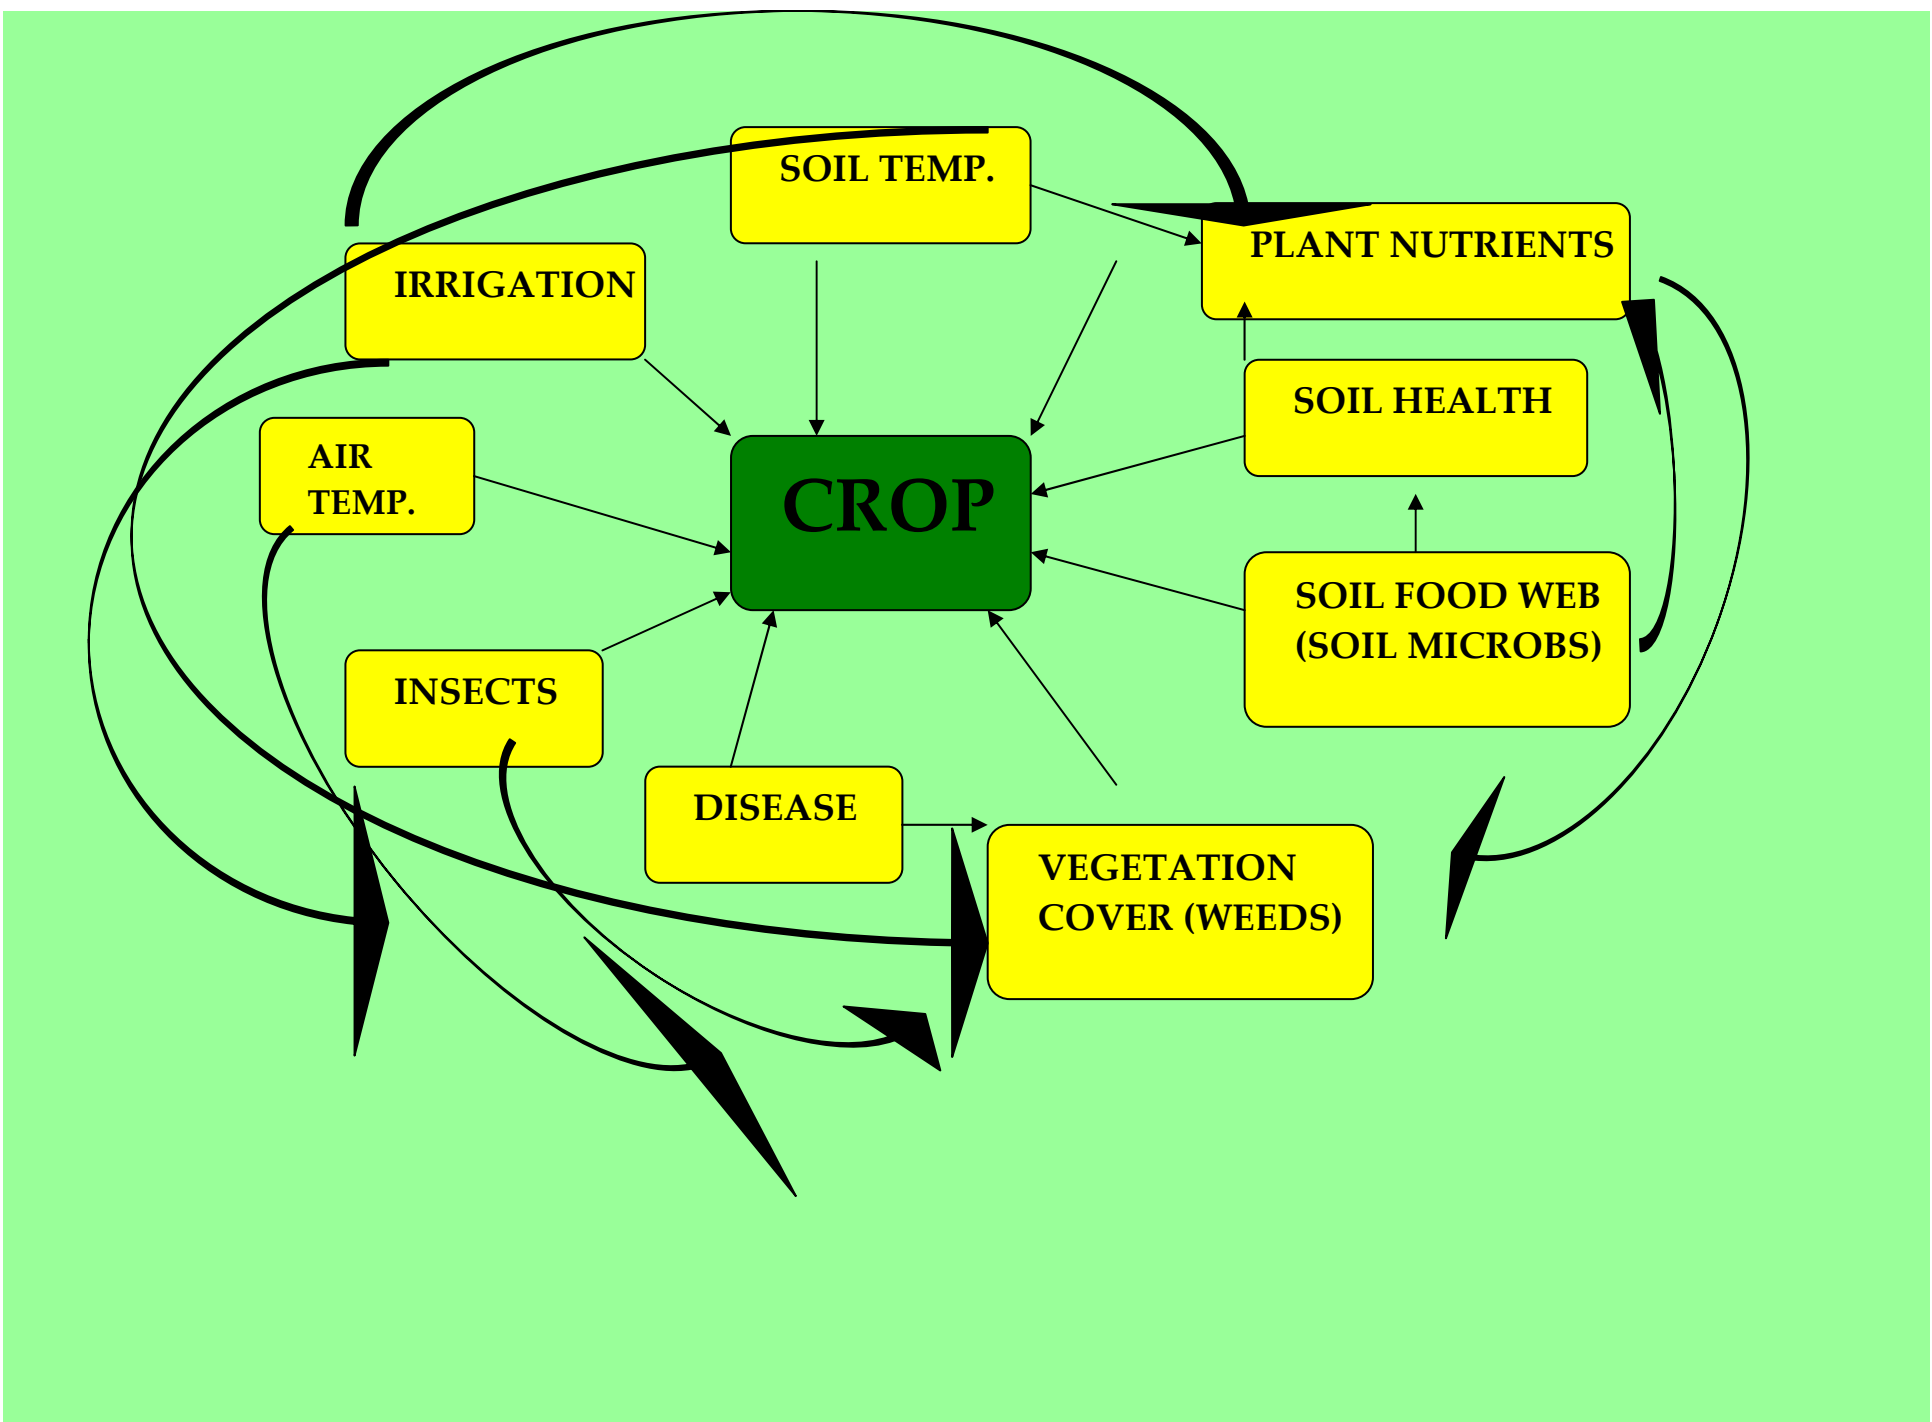 SOIL TEMP.
PLANT NUTRIENTS
IRRIGATION
SOIL HEALTH
AIR
TEMP.
CROP
SOIL FOOD WEB
(SOIL MICROBS)
INSECTS
DISEASE
VEGETATION
COVER (WEEDS)